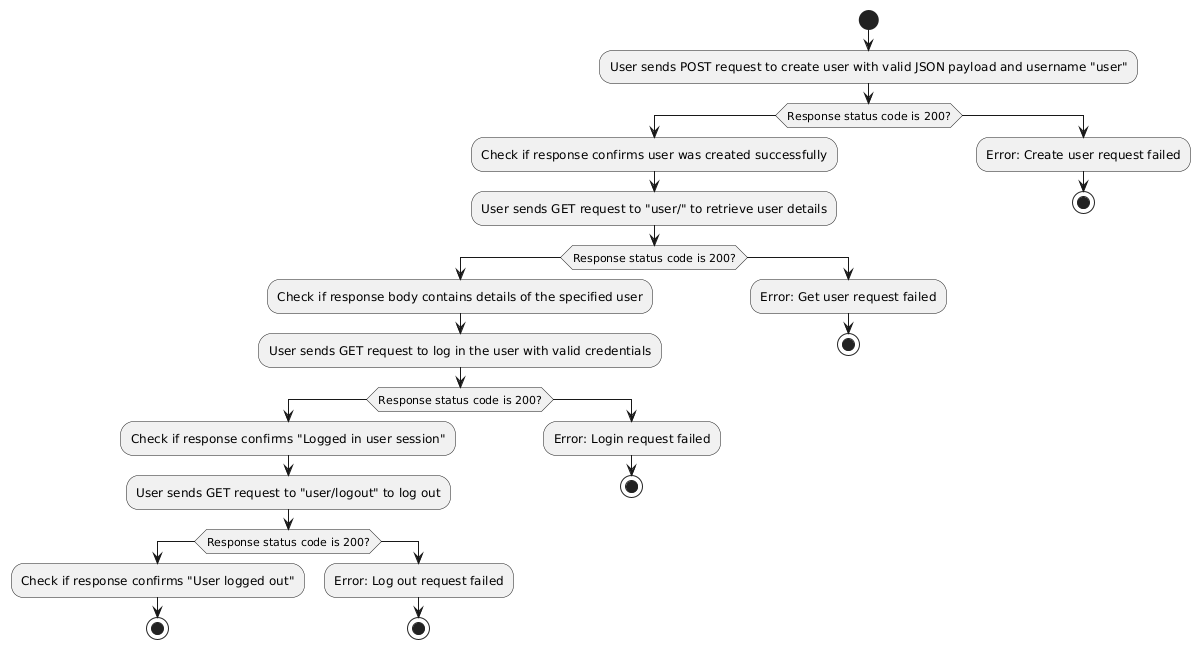 User sends POST request to create user with valid JSON payload and username "user"
Response status code is 200?
Check if response confirms user was created successfully
Error: Create user request failed
User sends GET request to "user/" to retrieve user details
Response status code is 200?
Check if response body contains details of the specified user
Error: Get user request failed
User sends GET request to log in the user with valid credentials
Response status code is 200?
Check if response confirms "Logged in user session"
Error: Login request failed
User sends GET request to "user/logout" to log out
Response status code is 200?
Check if response confirms "User logged out"
Error: Log out request failed